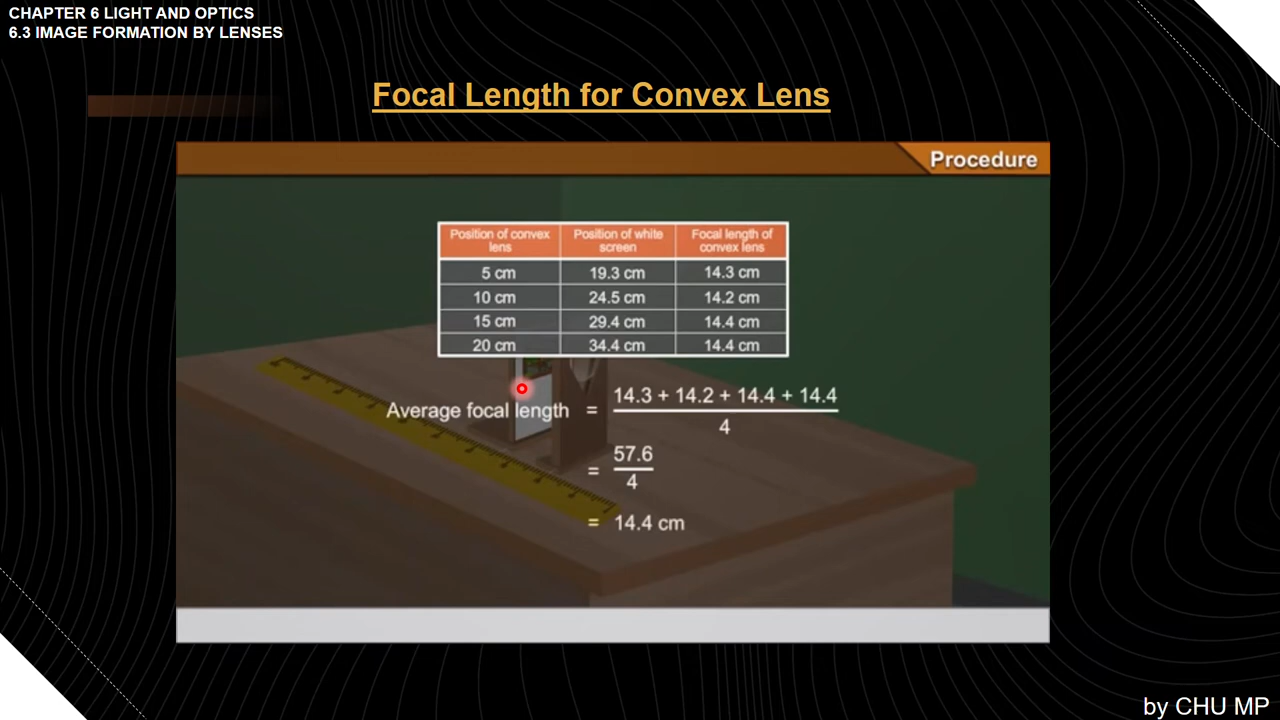 CHAPTER 6 LIGHT AND OPTICS
6.3 IMAGE FORMATION BY LENSES
Focal Length for Convex Lens
Procedure
Position of convex lens
Position of white screen
Focal length of convex lens
5 cm 19.3 cm 14.3 cm
10 cm 24.5 cm 14.2 cm
15 cm 29.4 cm 14.4 cm
20 cm 34.4 cm 14.4 cm
Average focal length = 14.3 + 14.2 + 14.4 + 14.4
4
= 57.6
4
= 14.4 cm
by CHU MP